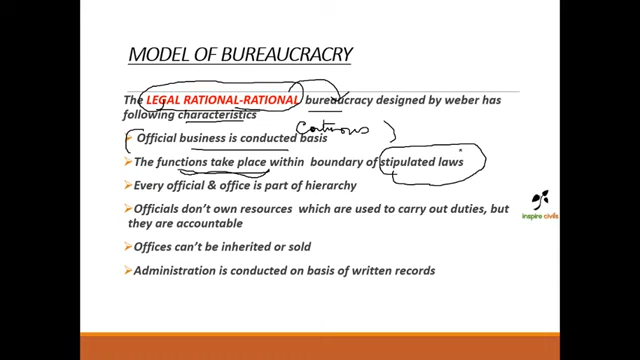 MODEL OF BUREAUCRACRY
The LEGAL RATIONAL-RATIONAL bureaucracy designed by weber has
following characteristics
continuous
Official business is conducted basis
The functions take place within boundary of stipulated laws
Every official & office is part of hierarchy
Officials don't own resources which are used to carry out duties, but
they are accountable
inspire civils
Offices can't be inherited or sold
Administration is conducted on basis of written records